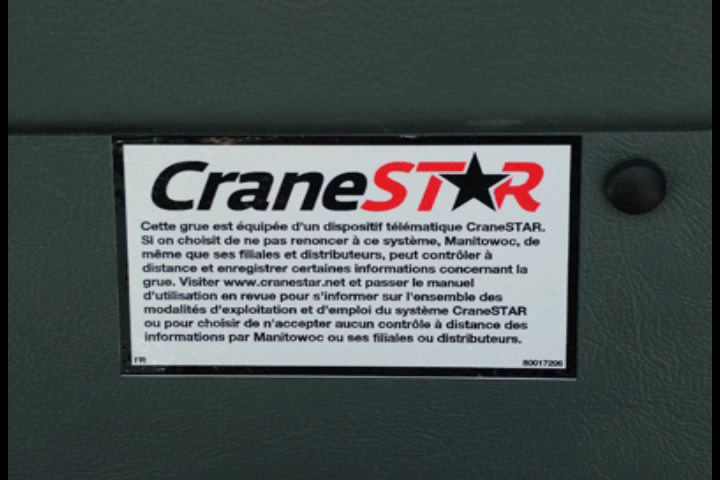 CraneSTAR
Cette grue est équipée d'un dispositif télématique CraneSTAR.
Si on choisit de ne pas renoncer à ce système, Manitowoc, de
même que ses filiales et distributeurs, peut contrôler à
distance et enregistrer certaines informations concernant la
grue. Visiter www.cranestar.net et passer le manuel
d'utilisation en revue pour s'informer sur l'ensemble des
modalités d'exploitation et d'emploi du système CraneSTAR
ou pour choisir de n'accepter aucun contrôle à distance des
informations par Manitowoc ou ses filiales ou distributeurs.
FR 80017206